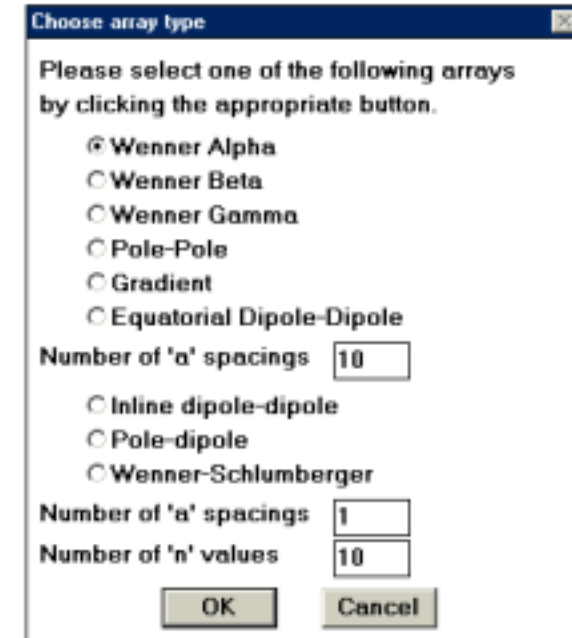 Choose array type
Please select one of the following arrays
by clicking the appropriate button.
Wenner Alpha
Wenner Beta
Wenner Gamma
Pole-Pole
Gradient
Equatorial Dipole-Dipole
Number of 'a' spacings 10
Inline dipole-dipole
Pole-dipole
Wenner-Schlumberger
Number of 'a' spacings 1
Number of 'n' values 10
OK Cancel